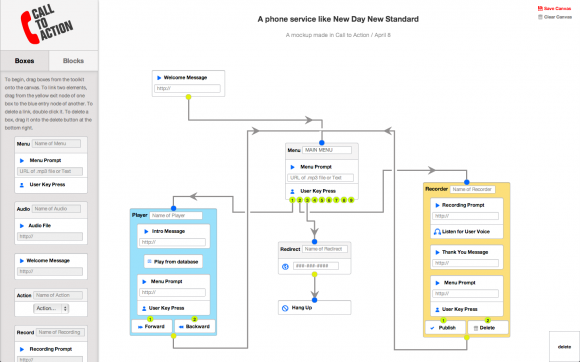 CALL
TO
ACTION
A phone service like New Day New Standard
A mockup made in Call to Action / April 8
Save Canvas
Clear Canvas
Boxes
Blocks
To begin, drag boxes from the toolkit
onto the canvas. To link two elements,
drag from the yellow exit node of one
box to the blue entry node of another. To
delete a link, double click it. To delete a
box, drag it onto the delete button at the
bottom right.
Menu
Name of Menu
Menu Prompt
URL of .mp3 file or Text
User Key Press
Audio
Name of Audio
Audio File
http://
Welcome Message
http://
Action
Name of Action
Action...
Record
Name of Recording
Recording Prompt
http://
Welcome Message
http://
Menu
MAIN MENU
Menu Prompt
URL of .mp3 file or Text
User Key Press
1 2 3 4 5 6 7 8 9
Player
Name of Player
Intro Message
http://
Play from database
Menu Prompt
http://
User Key Press
1
2
Forward
Backward
Redirect
Name of Redirect
###-###-####
Hang Up
Recorder
Name of Recorder
Recording Prompt
http://
Listen for User Voice
Thank You Message
http://
Menu Prompt
http://
User Key Press
1
2
Publish
Delete
delete